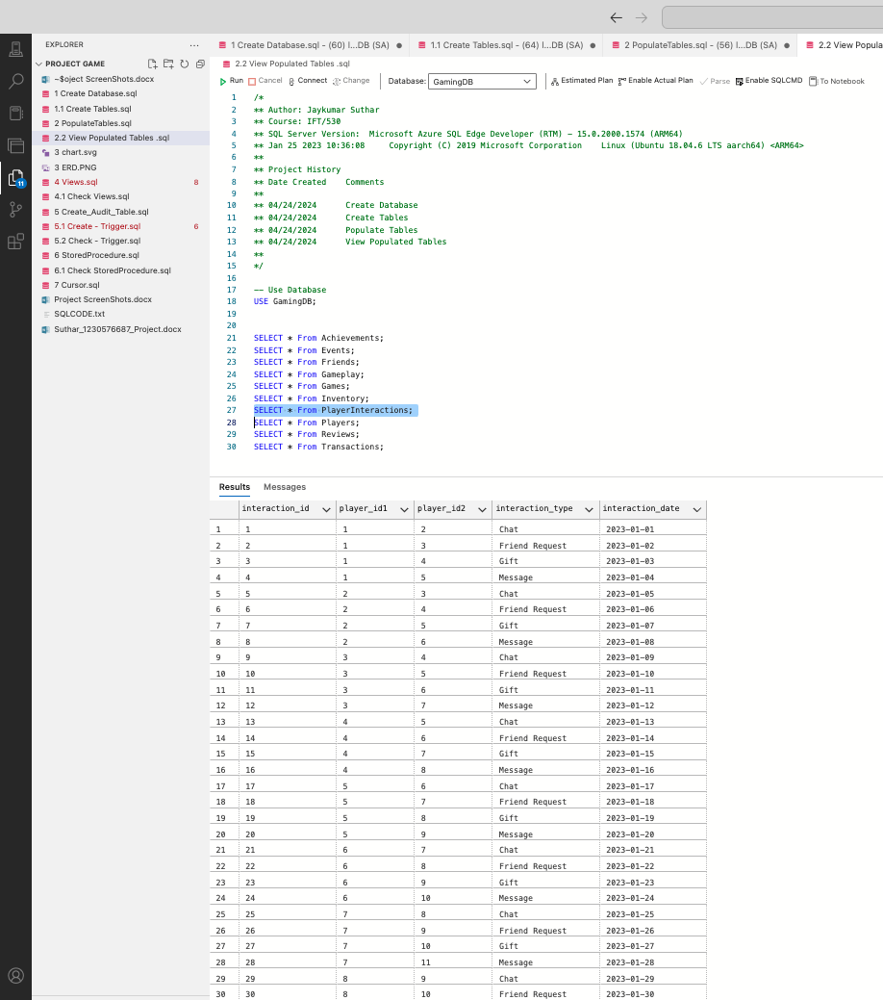 EXPLORER
...
PROJECT GAME
~$oject ScreenShots.docx
1 Create Database.sql
1.1 Create Tables.sql
2 PopulateTables.sql
2.2 View Populated Tables .sql
3 chart.svg
3 ERD.PNG
4 Views.sql 8
4.1 Check Views.sql
5 Create_Audit_Table.sql
5.1 Create - Trigger.sql 6
5.2 Check - Trigger.sql
6 StoredProcedure.sql
6.1 Check StoredProcedure.sql
7 Cursor.sql
Project ScreenShots.docx
SQLCODE.txt
Suthar_1230576687_Project.docx
11
1 Create Database.sql - (60) l...DB (SA) ●
1.1 Create Tables.sql - (64) l...DB (SA) ●
2 PopulateTables.sql - (56) l...DB (SA) ●
2.2 View Popula
2.2 View Populated Tables .sql
Run Cancel Connect Change Database: GamingDB Estimated Plan Enable Actual Plan Parse Enable SQLCMD To Notebook
1 /*
2 ** Author: Jaykumar Suthar
3 ** Course: IFT/530
4 ** SQL Server Version: Microsoft Azure SQL Edge Developer (RTM) - 15.0.2000.1574 (ARM64)
5 ** Jan 25 2023 10:36:08 Copyright (C) 2019 Microsoft Corporation Linux (Ubuntu 18.04.6 LTS aarch64) <ARM64>
6 **
7 ** Project History
8 ** Date Created Comments
9 **
10 ** 04/24/2024 Create Database
11 ** 04/24/2024 Create Tables
12 ** 04/24/2024 Populate Tables
13 ** 04/24/2024 View Populated Tables
14 **
15 */
16
17 -- Use Database
18 USE GamingDB;
19
20
21 SELECT * From Achievements;
22 SELECT * From Events;
23 SELECT * From Friends;
24 SELECT * From Gameplay;
25 SELECT * From Games;
26 SELECT * From Inventory;
27 SELECT * From PlayerInteractions;
28 SELECT * From Players;
29 SELECT * From Reviews;
30 SELECT * From Transactions;
Results Messages
interaction_id player_id1 player_id2 interaction_type interaction_date
1 1 1 2 Chat 2023-01-01
2 2 1 3 Friend Request 2023-01-02
3 3 1 4 Gift 2023-01-03
4 4 1 5 Message 2023-01-04
5 5 2 3 Chat 2023-01-05
6 6 2 4 Friend Request 2023-01-06
7 7 2 5 Gift 2023-01-07
8 8 2 6 Message 2023-01-08
9 9 3 4 Chat 2023-01-09
10 10 3 5 Friend Request 2023-01-10
11 11 3 6 Gift 2023-01-11
12 12 3 7 Message 2023-01-12
13 13 4 5 Chat 2023-01-13
14 14 4 6 Friend Request 2023-01-14
15 15 4 7 Gift 2023-01-15
16 16 4 8 Message 2023-01-16
17 17 5 6 Chat 2023-01-17
18 18 5 7 Friend Request 2023-01-18
19 19 5 8 Gift 2023-01-19
20 20 5 9 Message 2023-01-20
21 21 6 7 Chat 2023-01-21
22 22 6 8 Friend Request 2023-01-22
23 23 6 9 Gift 2023-01-23
24 24 6 10 Message 2023-01-24
25 25 7 8 Chat 2023-01-25
26 26 7 9 Friend Request 2023-01-26
27 27 7 10 Gift 2023-01-27
28 28 7 11 Message 2023-01-28
29 29 8 9 Chat 2023-01-29
30 30 8 10 Friend Request 2023-01-30